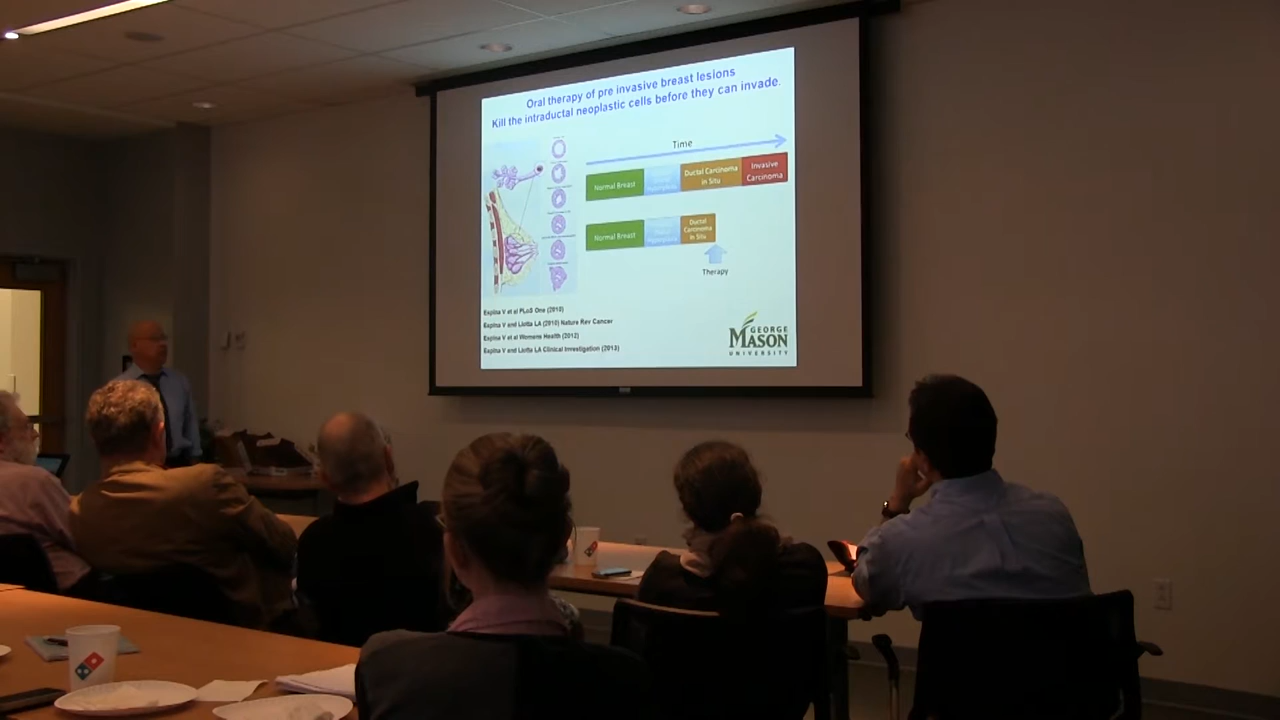 Oral therapy of pre invasive breast lesions
Kill the intraductal neoplastic cells before they can invade.
Time
Normal Breast
Ductal Carcinoma
in Situ
Invasive
Carcinoma
Normal Breast
Ductal
Carcinoma
in Situ
Therapy
Espina V et al PLoS One (2010)
Espina V and Liotta LA (2010) Nature Rev Cancer
Espina V et al Womens Health (2012)
Espina V and Liotta LA Clinical Investigation (2013)
GEORGE
MASON
UNIVERSITY